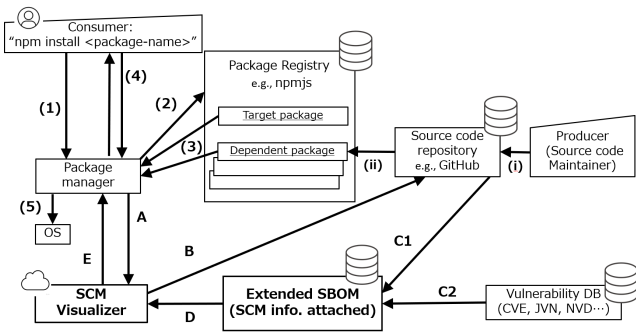 Consumer:
“npm install <package-name>”
(1)
(4)
(2)
(3)
Package Registry
e.g., npmjs
Target package
Dependent package
(ii)
Source code
repository
e.g., GitHub
(i)
Producer
(Source code
Maintainer)
Package
manager
(5)
OS
A
E
B
C1
SCM
Visualizer
D
Extended SBOM
(SCM info. attached)
C2
Vulnerability DB
(CVE, JVN, NVD…)